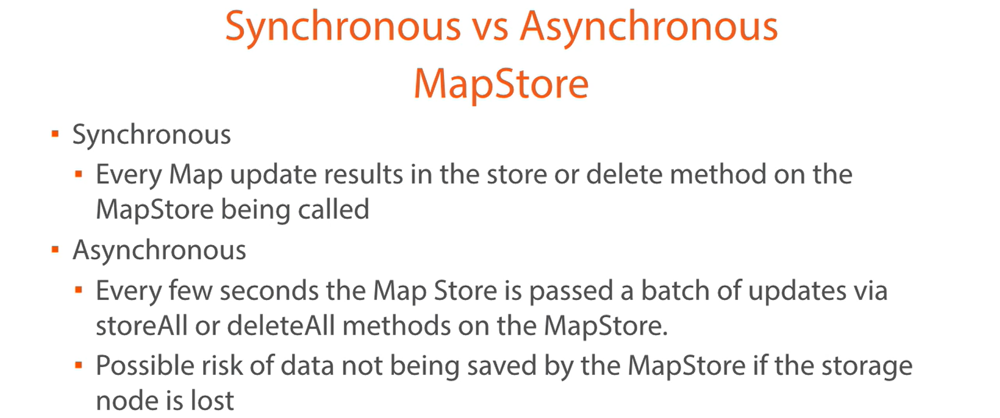 Synchronous vs Asynchronous
MapStore
Synchronous
Every Map update results in the store or delete method on the
MapStore being called
Asynchronous
Every few seconds the Map Store is passed a batch of updates via
storeAll or deleteAll methods on the MapStore.
Possible risk of data not being saved by the MapStore if the storage
node is lost